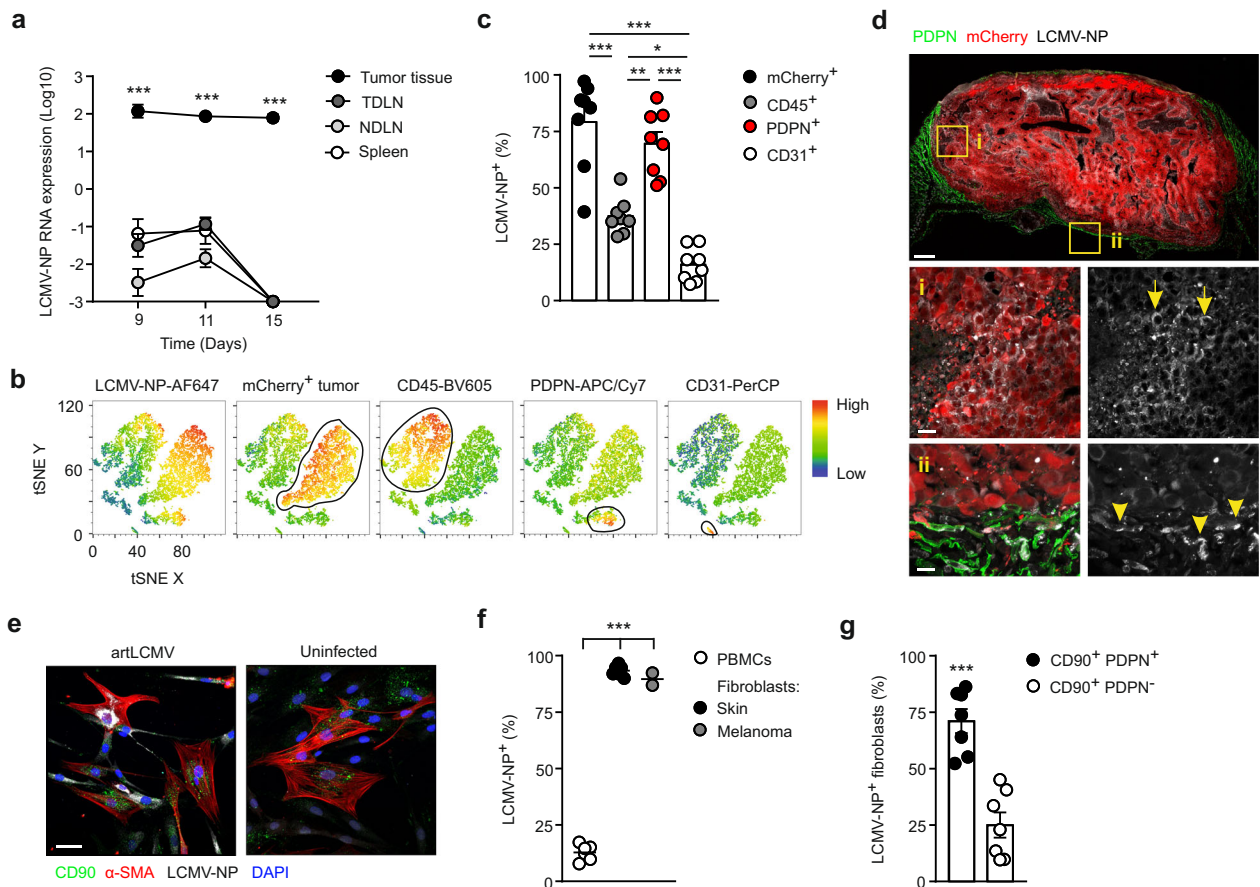 a
LCMV-NP RNA expression (Log10)
3
2
1
0
-1
-2
-3
*** *** ***
9 11 15
Time (Days)
Tumor tissue
TDLN
NDLN
Spleen
b
LCMV-NP-AF647 mCherry+ tumor CD45-BV605 PDPN-APC/Cy7 CD31-PerCP
tSNE Y
120
60
0
0 40 80
tSNE X
High
Low
c
LCMV-NP+ (%)
100
75
50
25
0
***
*** *
** ***
mCherry+
CD45+
PDPN+
CD31+
d
PDPN mCherry LCMV-NP
i
ii
i
ii
e
artLCMV Uninfected
CD90 α-SMA LCMV-NP DAPI
f
LCMV-NP+ (%)
100
75
50
25
0
***
PBMCs
Fibroblasts:
Skin
Melanoma
g
LCMV-NP+ fibroblasts (%)
100
75
50
25
0
***
CD90+ PDPN+
CD90+ PDPN-